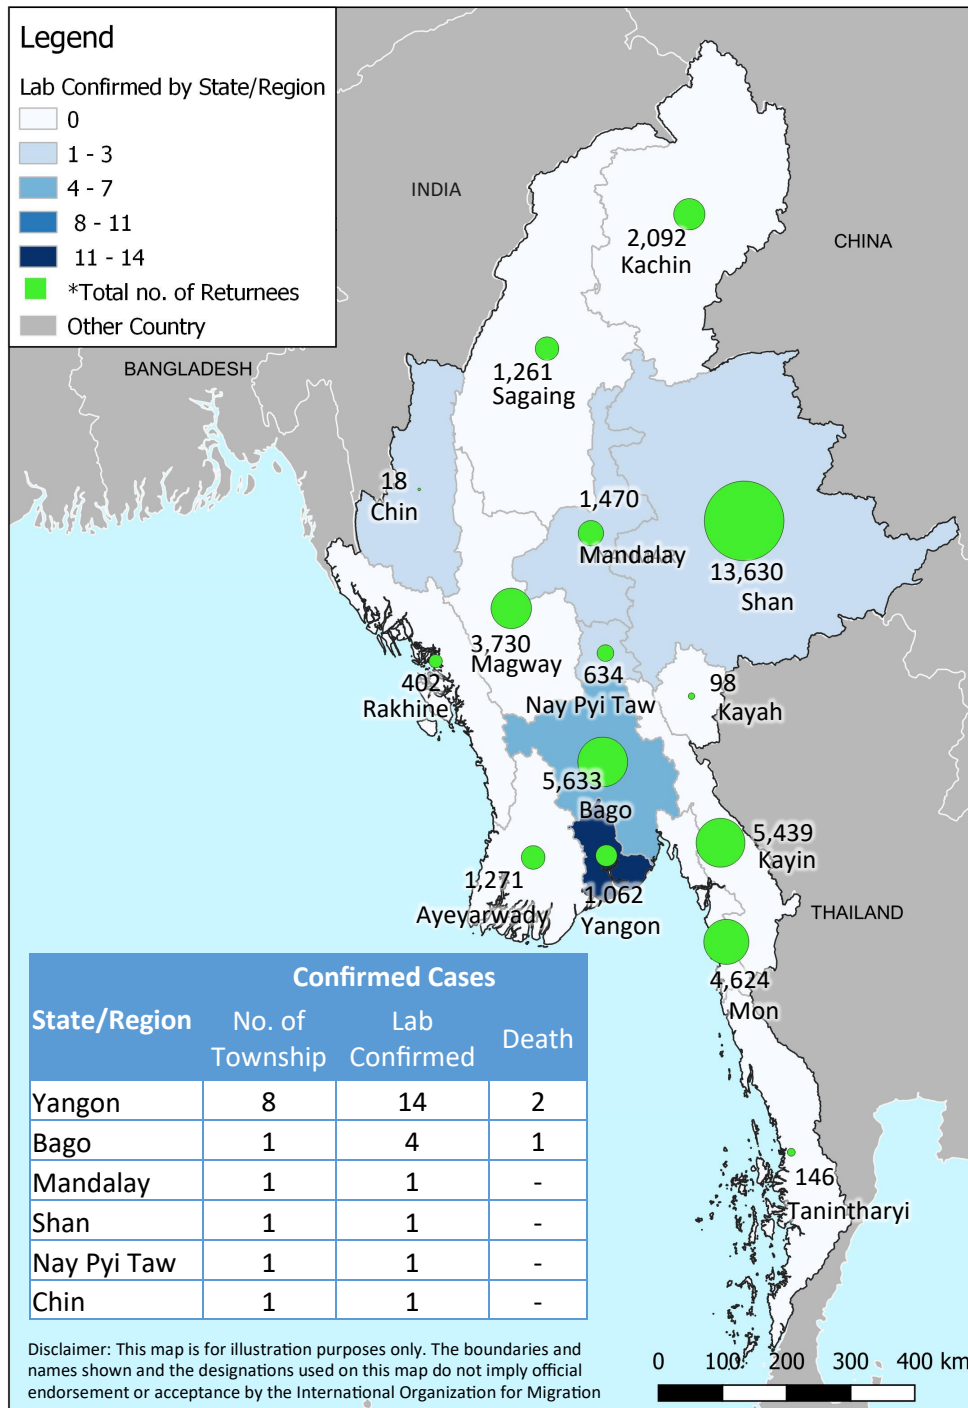 Legend
Lab Confirmed by State/Region
0
1 - 3
4 - 7
8 - 11
11 - 14
*Total no. of Returnees
Other Country
INDIA
CHINA
BANGLADESH
THAILAND
2,092
Kachin
1,261
Sagaing
18
Chin
1,470
Mandalay
13,630
Shan
3,730
Magway
634
Nay Pyi Taw
402
Rakhine
98
Kayah
5,633
Bago
5,439
Kayin
1,271
Ayeyarwady
1,062
Yangon
4,624
Mon
146
Tanintharyi
Confirmed Cases
State/Region No. of Township Lab Confirmed Death
Yangon 8 14 2
Bago 1 4 1
Mandalay 1 1 -
Shan 1 1 -
Nay Pyi Taw 1 1 -
Chin 1 1 -
Disclaimer: This map is for illustration purposes only. The boundaries and
names shown and the designations used on this map do not imply official
endorsement or acceptance by the International Organization for Migration
0 100 200 300 400 km